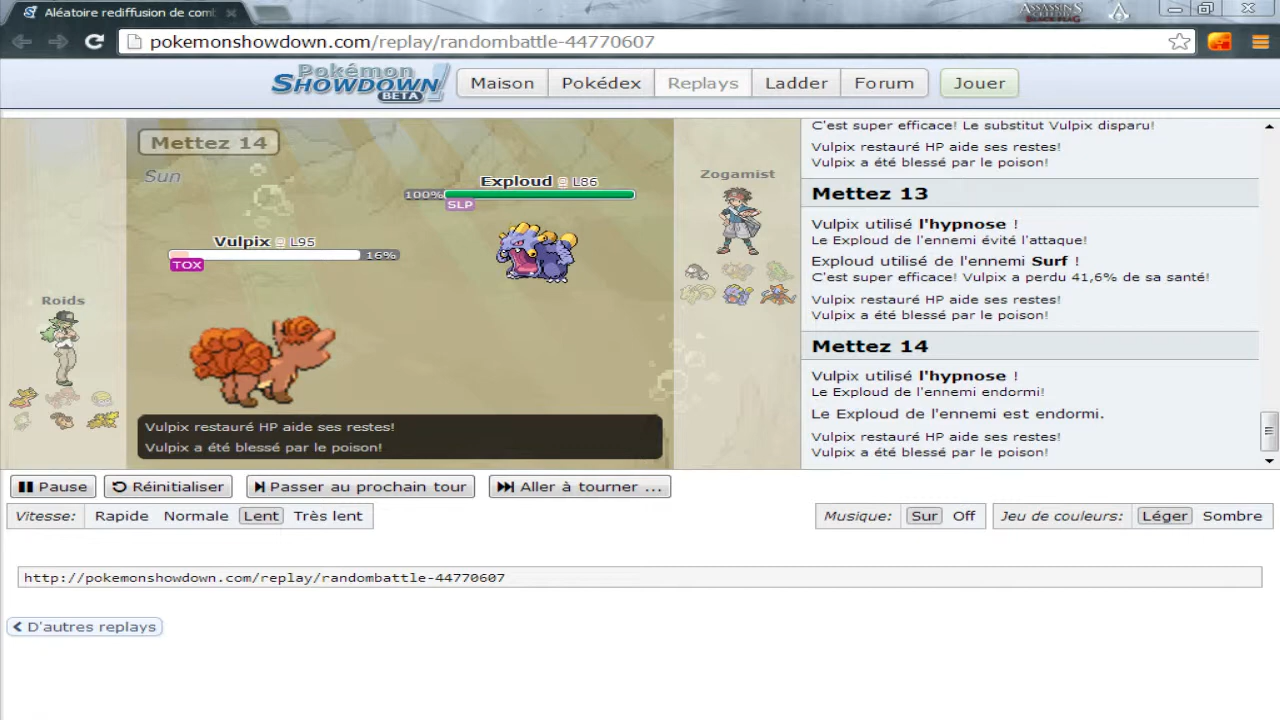 Aléatoire rediffusion de com
ASSASSIN'S
CREED IV
BLACK FLAG
pokemonshowdown.com/replay/randombattle-44770607
Pokémon
SHOWDOWN!
BETA
Maison
Pokédex
Replays
Ladder
Forum
Jouer
Mettez 14
Sun
Exploud L86
100%
SLP
Vulpix L95
16%
TOX
Roids
Zogamist
Vulpix restauré HP aide ses restes!
Vulpix a été blessé par le poison!
C'est super efficace! Le substitut Vulpix disparu!
Vulpix restauré HP aide ses restes!
Vulpix a été blessé par le poison!
Mettez 13
Vulpix utilisé l'hypnose !
Le Exploud de l'ennemi évité l'attaque!
Exploud utilisé de l'ennemi Surf !
C'est super efficace! Vulpix a perdu 41,6% de sa santé!
Vulpix restauré HP aide ses restes!
Vulpix a été blessé par le poison!
Mettez 14
Vulpix utilisé l'hypnose !
Le Exploud de l'ennemi endormi!
Le Exploud de l'ennemi est endormi.
Vulpix restauré HP aide ses restes!
Vulpix a été blessé par le poison!
Pause
Réinitialiser
Passer au prochain tour
Aller à tourner ...
Vitesse: Rapide Normale Lent Très lent
Musique: Sur Off
Jeu de couleurs: Léger Sombre
http://pokemonshowdown.com/replay/randombattle-44770607
D'autres replays